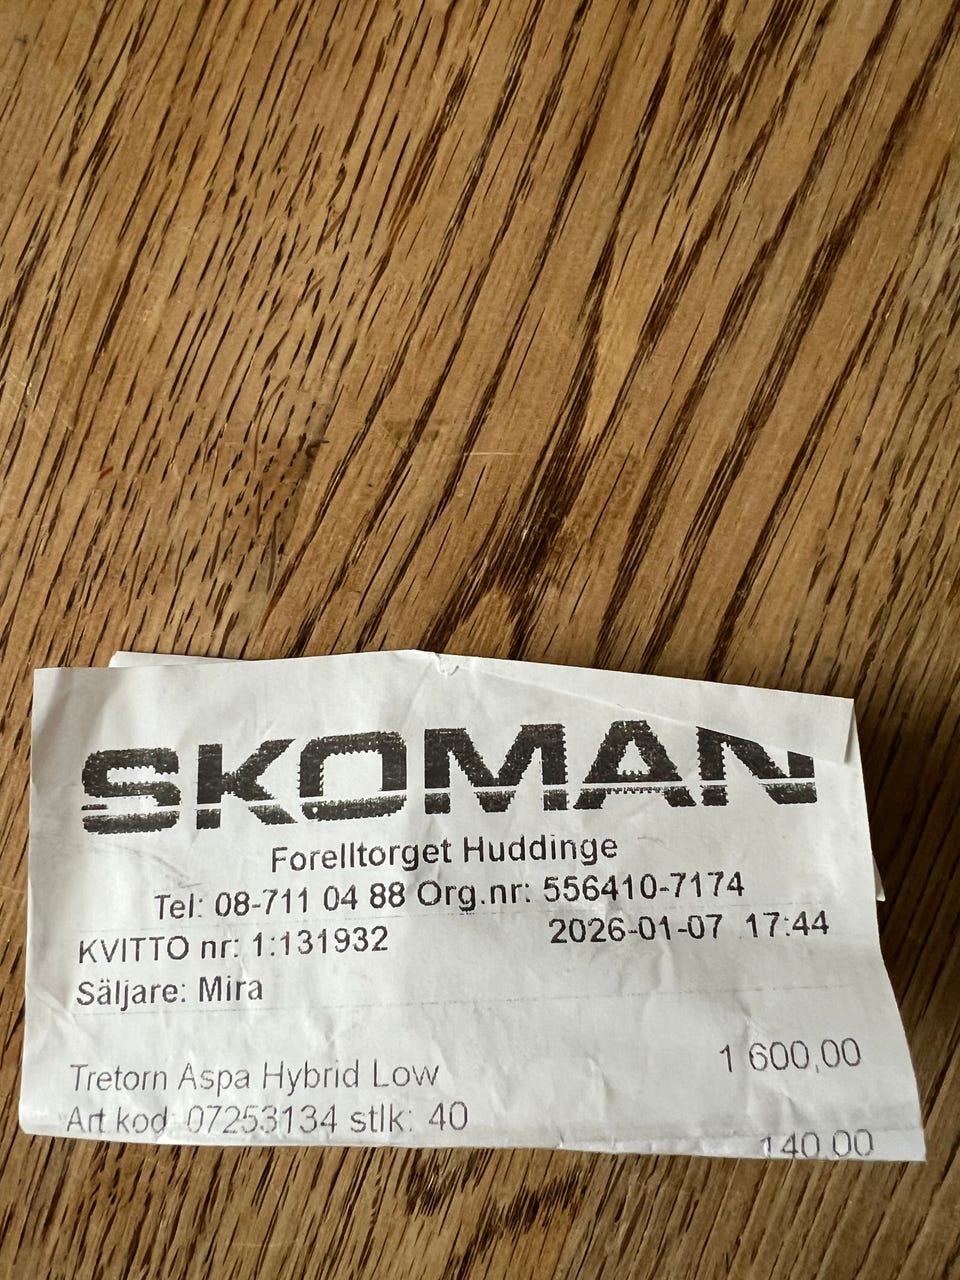 SKOMAN
Forelltorget Huddinge
Tel: 08-711 04 88 Org.nr: 556410-7174
KVITTO nr: 1:131932 2026-01-07 17:44
Säljare: Mira
Tretorn Aspa Hybrid Low 1 600,00
Art.kod: 07253134 stlk: 40
140,00